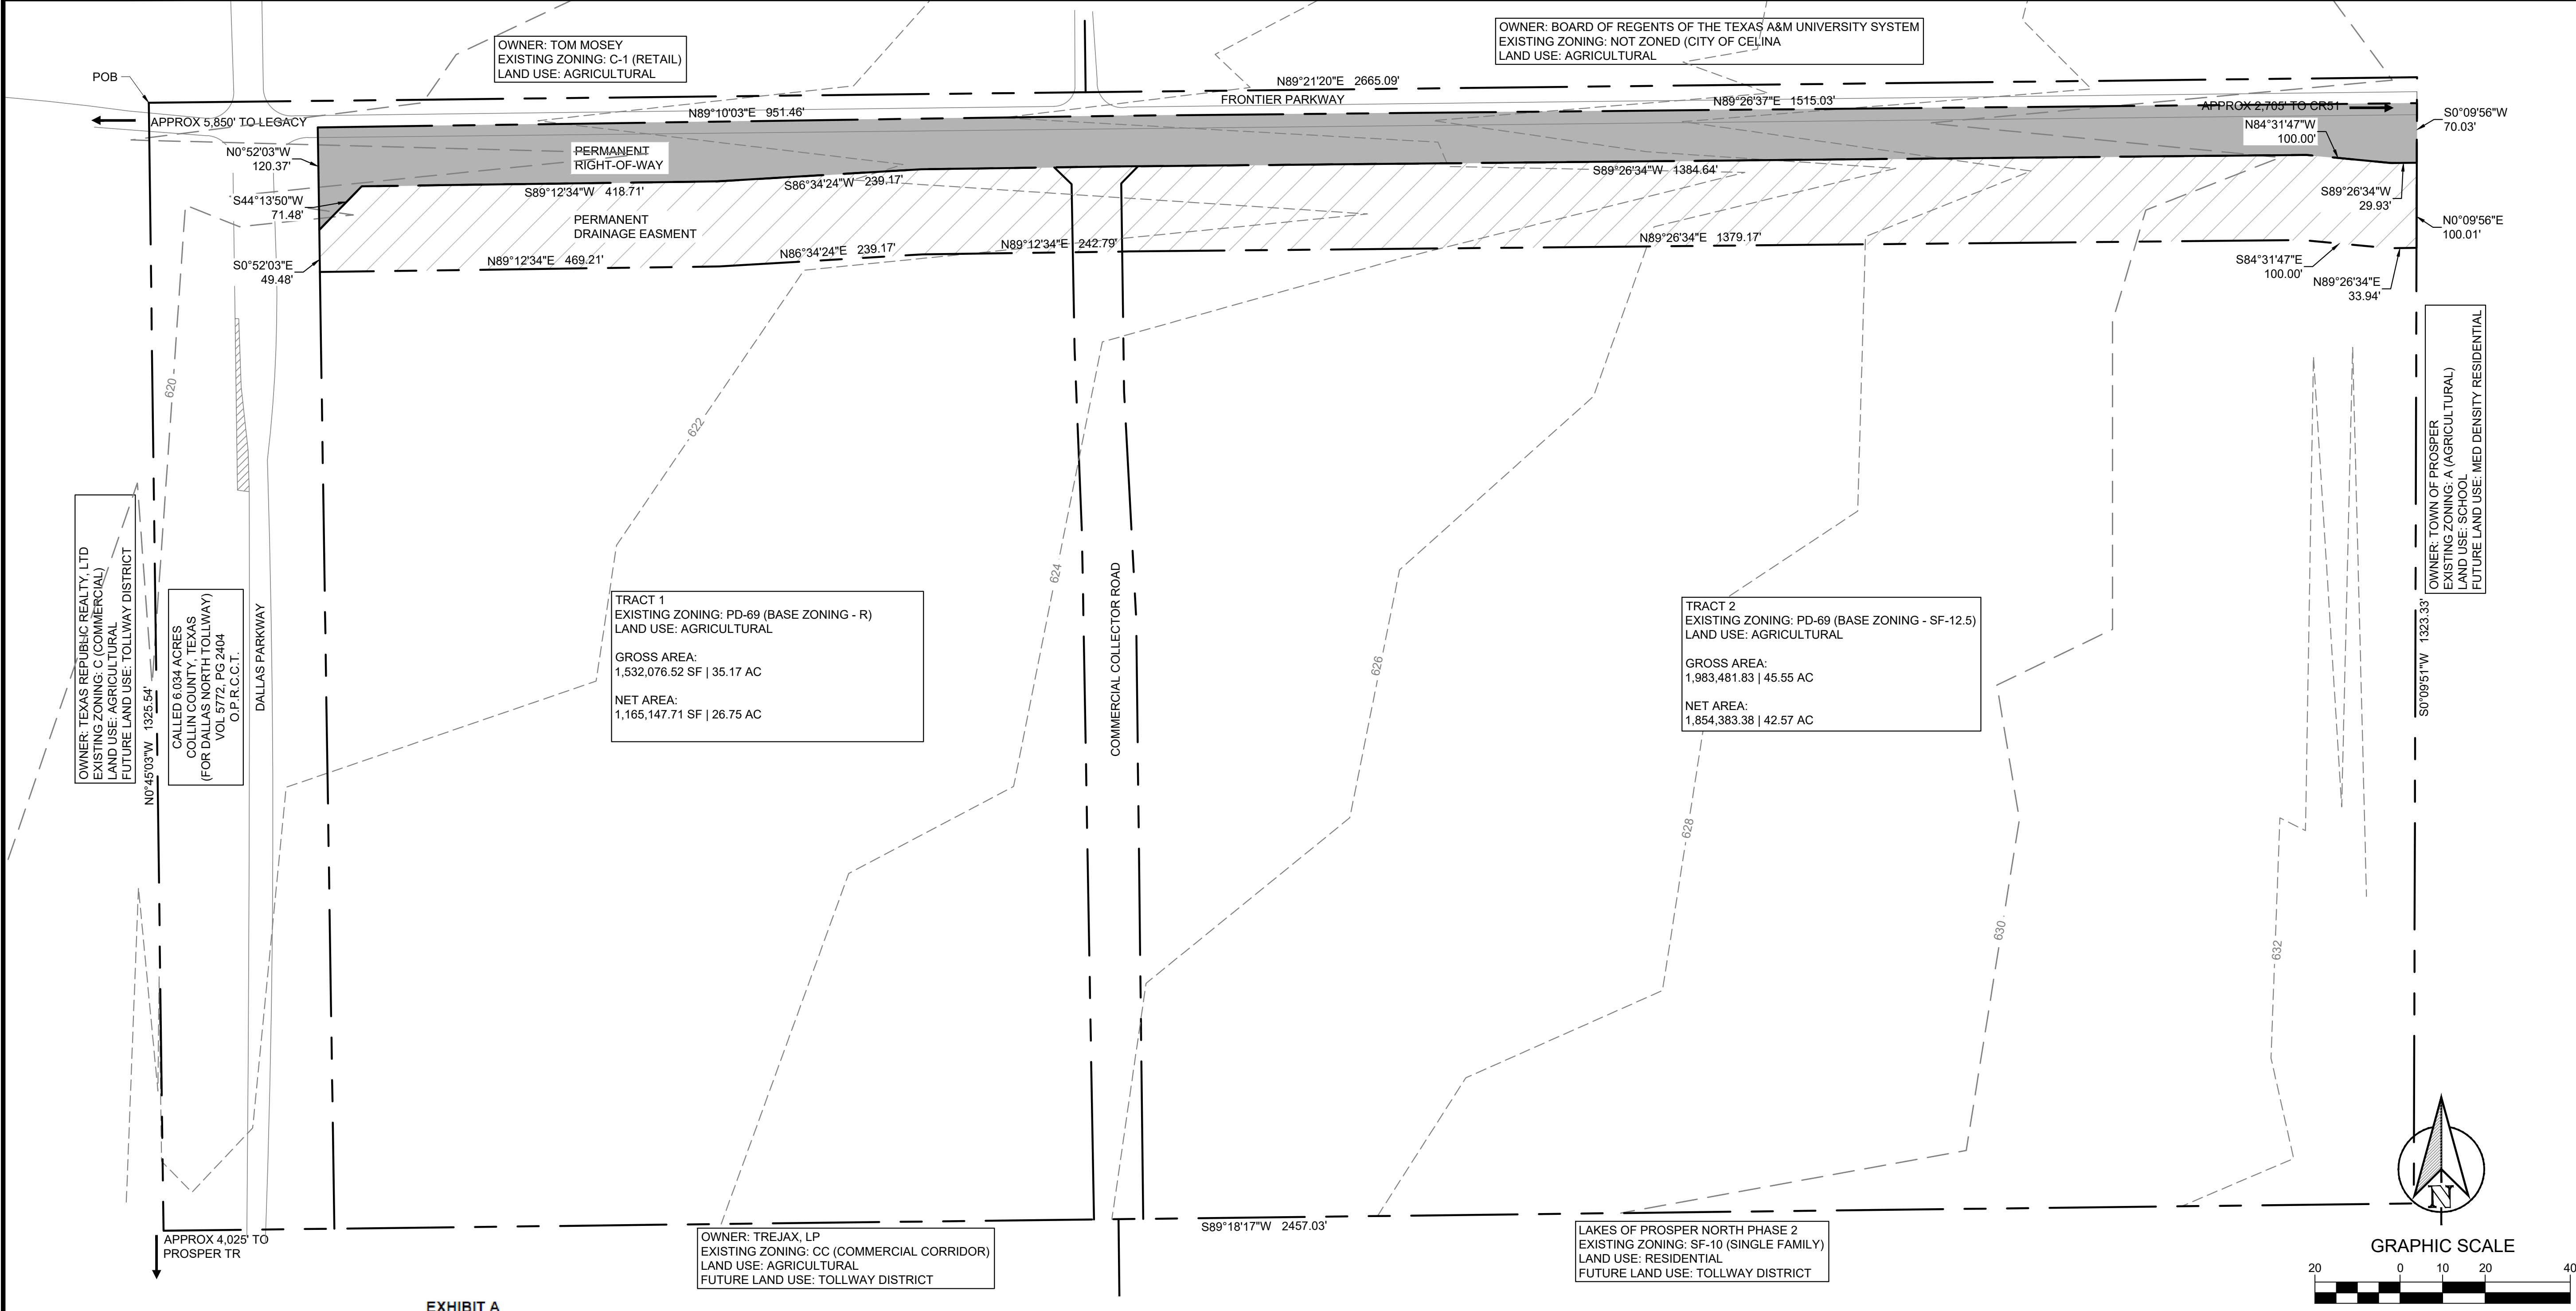 OWNER: TOM MOSEY
EXISTING ZONING: C-1 (RETAIL)
LAND USE: AGRICULTURAL
OWNER: BOARD OF REGENTS OF THE TEXAS A&M UNIVERSITY SYSTEM
EXISTING ZONING: NOT ZONED (CITY OF CELINA
LAND USE: AGRICULTURAL
POB
N89°21'20"E 2665.09'
FRONTIER PARKWAY
APPROX 5,850' TO LEGACY
N89°10'03"E 951.46'
N89°26'37"E 1515.03'
APPROX 2,705' TO CR51
S0°09'56"W
70.03'
N84°31'47"W
100.00'
N0°52'03"W
120.37'
PERMANENT
RIGHT-OF-WAY
S89°12'34"W 418.71'
S86°34'24"W 239.17'
S89°26'34"W 1384.64'
S89°26'34"W
29.93'
S44°13'50"W
71.48'
PERMANENT
DRAINAGE EASMENT
N0°09'56"E
100.01'
S0°52'03"E
49.48'
N89°12'34"E 469.21'
N86°34'24"E 239.17'
N89°12'34"E 242.79'
N89°26'34"E 1379.17'
S84°31'47"E
100.00'
N89°26'34"E
33.94'
OWNER: TOWN OF PROSPER
EXISTING ZONING: A (AGRICULTURAL)
LAND USE: SCHOOL
FUTURE LAND USE: MED DENSITY RESIDENTIAL
S0°09'51"W 1323.33'
620
622
624
626
628
630
632
OWNER: TEXAS REPUBLIC REALTY, LTD
EXISTING ZONING: C (COMMERCIAL)
LAND USE: AGRICULTURAL
FUTURE LAND USE: TOLLWAY DISTRICT
N0°45'03"W 1325.54'
CALLED 6.034 ACRES
COLLIN COUNTY, TEXAS
(FOR DALLAS NORTH TOLLWAY)
VOL 5772, PG 2404
O.P.R.C.C.T.
DALLAS PARKWAY
TRACT 1
EXISTING ZONING: PD-69 (BASE ZONING - R)
LAND USE: AGRICULTURAL
GROSS AREA:
1,532,076.52 SF | 35.17 AC
NET AREA:
1,165,147.71 SF | 26.75 AC
COMMERCIAL COLLECTOR ROAD
TRACT 2
EXISTING ZONING: PD-69 (BASE ZONING - SF-12.5)
LAND USE: AGRICULTURAL
GROSS AREA:
1,983,481.83 | 45.55 AC
NET AREA:
1,854,383.38 | 42.57 AC
APPROX 4,025' TO
PROSPER TR
OWNER: TREJAX, LP
EXISTING ZONING: CC (COMMERCIAL CORRIDOR)
LAND USE: AGRICULTURAL
FUTURE LAND USE: TOLLWAY DISTRICT
S89°18'17"W 2457.03'
LAKES OF PROSPER NORTH PHASE 2
EXISTING ZONING: SF-10 (SINGLE FAMILY)
LAND USE: RESIDENTIAL
FUTURE LAND USE: TOLLWAY DISTRICT
N
GRAPHIC SCALE
20 0 10 20 40
EXHIBIT A